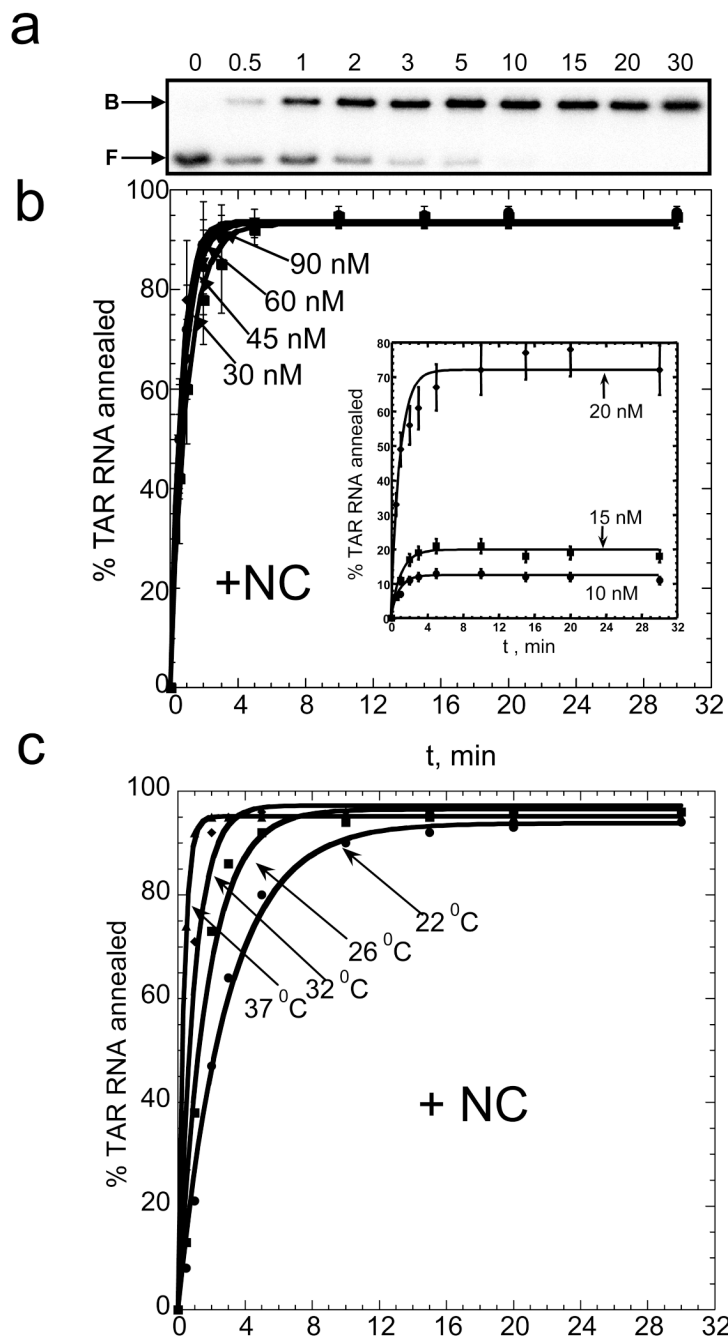 a
0 0.5 1 2 3 5 10 15 20 30
B
F
b
100
80
60
40
20
0
% TAR RNA annealed
90 nM
60 nM
45 nM
30 nM
+NC
80
70
60
50
40
30
20
10
0
% TAR RNA annealed
20 nM
15 nM
10 nM
0 4 8 12 16 20 24 28 32
t , min
0 4 8 12 16 20 24 28 32
t, min
c
100
80
60
40
20
0
% TAR RNA annealed
22 ⁰C
26 ⁰C
32 ⁰C
37 ⁰C
+ NC
0 4 8 12 16 20 24 28 32